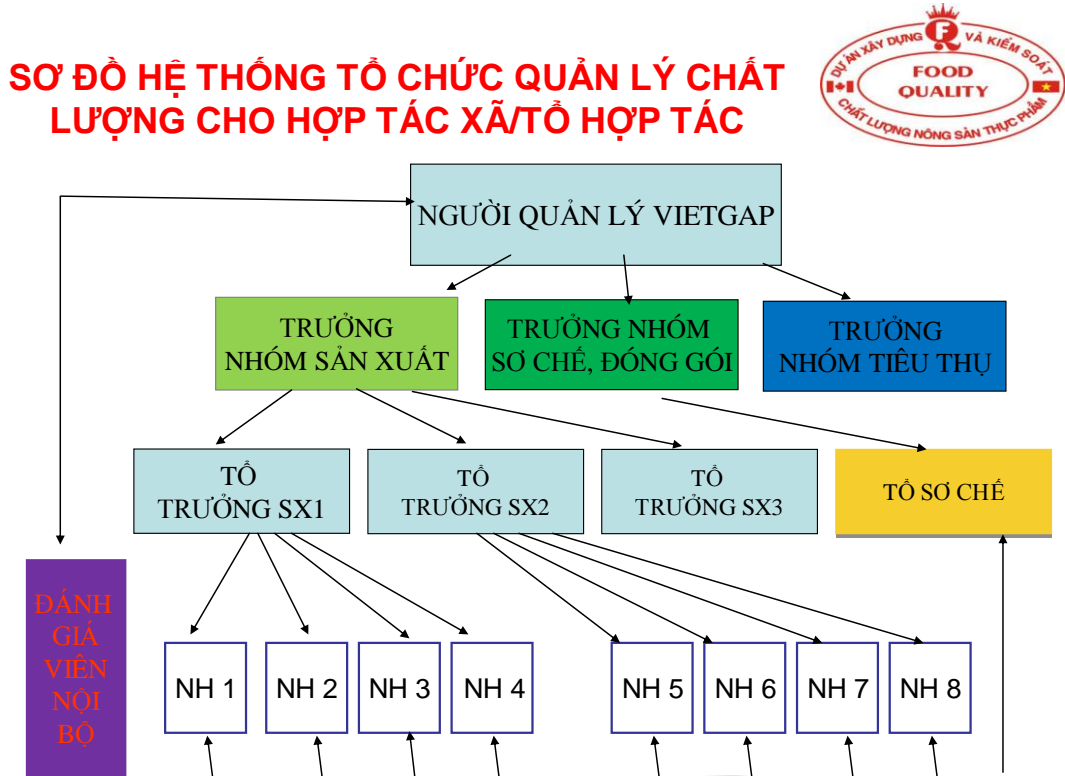 SƠ ĐỒ HỆ THỐNG TỔ CHỨC QUẢN LÝ CHẤT
LƯỢNG CHO HỢP TÁC XÃ/TỔ HỢP TÁC
DỰ ÁN XÂY DỰNG VÀ KIỂM SOÁT
FOOD
QUALITY
CHẤT LƯỢNG NÔNG SẢN THỰC PHẨM
NGƯỜI QUẢN LÝ VIETGAP
TRƯỞNG
NHÓM SẢN XUẤT
TRƯỞNG NHÓM
SƠ CHẾ, ĐÓNG GÓI
TRƯỞNG
NHÓM TIÊU THỤ
TỔ
TRƯỞNG SX1
TỔ
TRƯỞNG SX2
TỔ
TRƯỞNG SX3
TỔ SƠ CHẾ
ĐÁNH
GIÁ
VIÊN
NỘI
BỘ
NH 1
NH 2
NH 3
NH 4
NH 5
NH 6
NH 7
NH 8